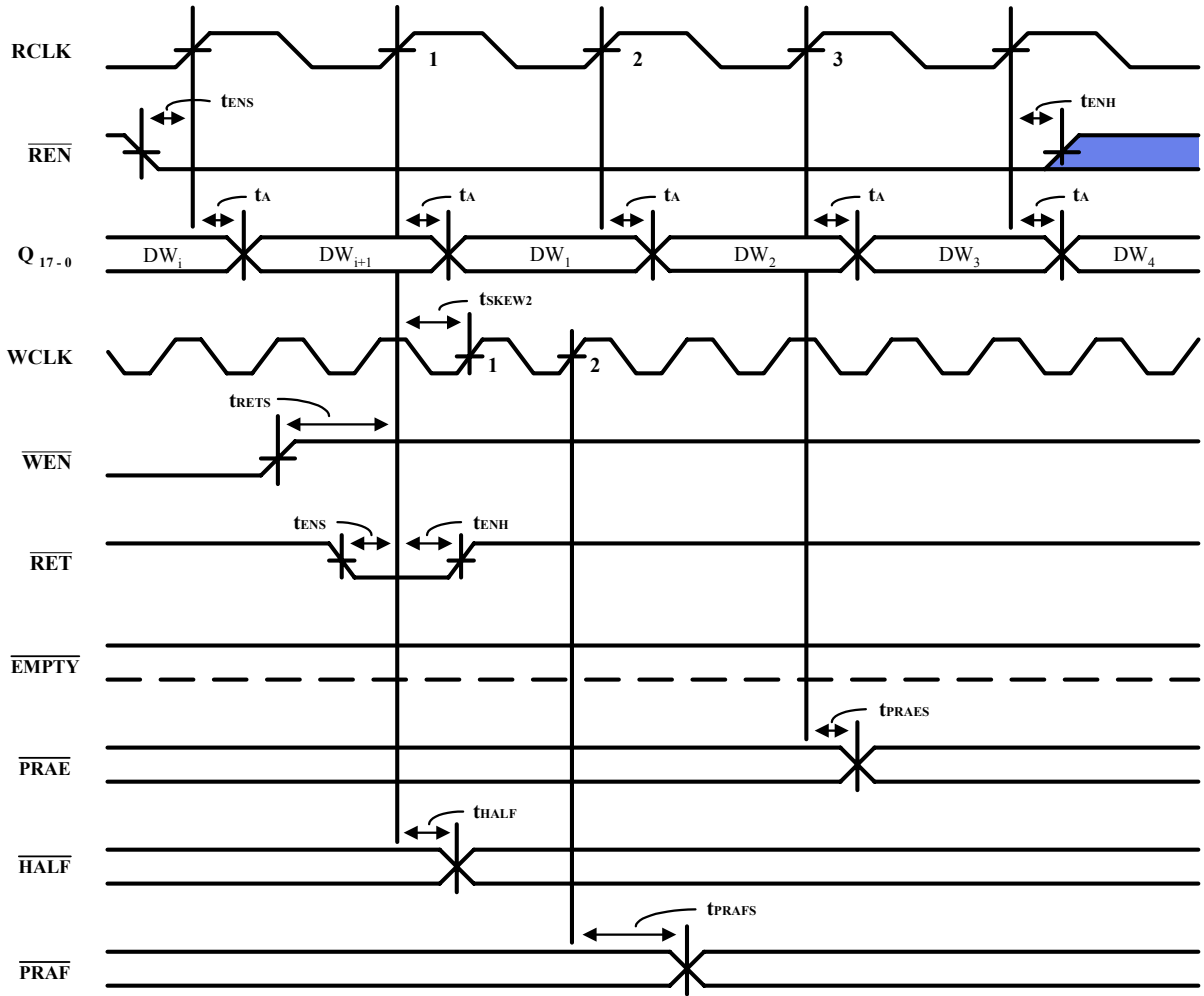 RCLK
1 2 3
tENS tENH
REN
tA tA tA tA tA
Q 17 - 0 DWi DWi+1 DW1 DW2 DW3 DW4
tSKEW2
WCLK 1 2
tRETS
WEN
tENS tENH
RET
EMPTY
tPRAES
PRAE
tHALF
HALF
tPRAFS
PRAF